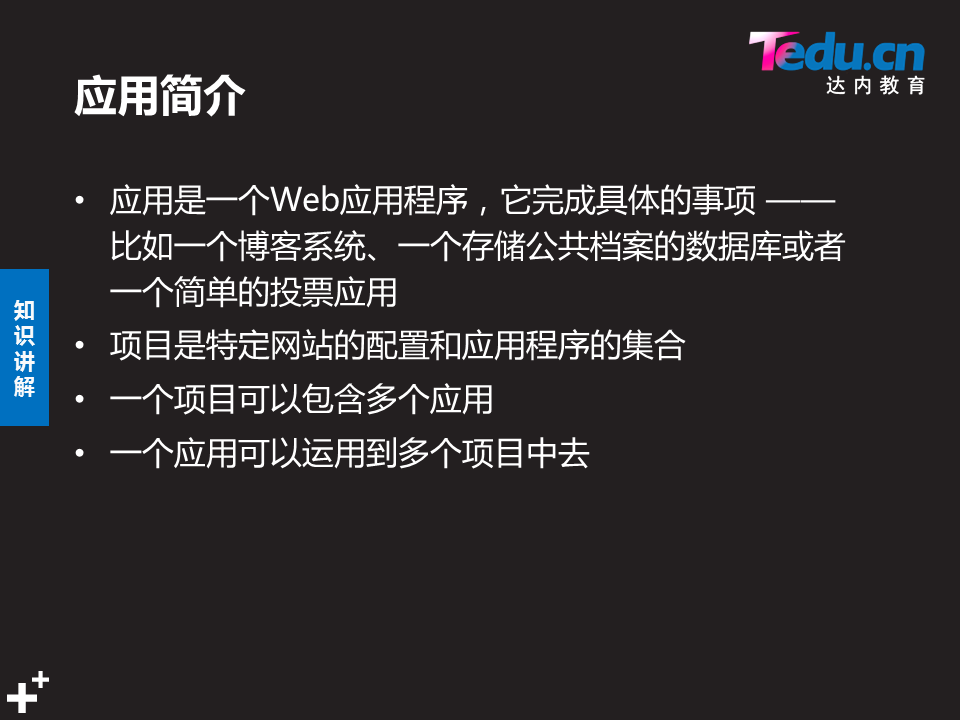 Tedu.cn
达内教育
应用简介
• 应用是一个Web应用程序，它完成具体的事项 ——
比如一个博客系统、一个存储公共档案的数据库或者
一个简单的投票应用
• 项目是特定网站的配置和应用程序的集合
• 一个项目可以包含多个应用
• 一个应用可以运用到多个项目中去
知
识
讲
解